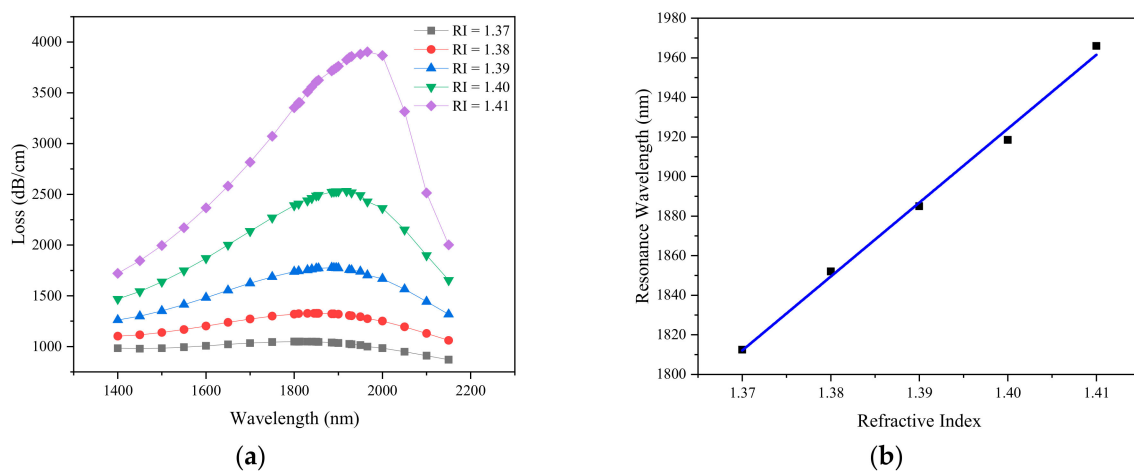 4000
3500
3000
2500
2000
1500
1000
Loss (dB/cm)
RI = 1.37
RI = 1.38
RI = 1.39
RI = 1.40
RI = 1.41
1400 1600 1800 2000 2200
Wavelength (nm)
(a)
1980
1960
1940
1920
1900
1880
1860
1840
1820
1800
Resonance Wavelength (nm)
1.37 1.38 1.39 1.40 1.41
Refractive Index
(b)